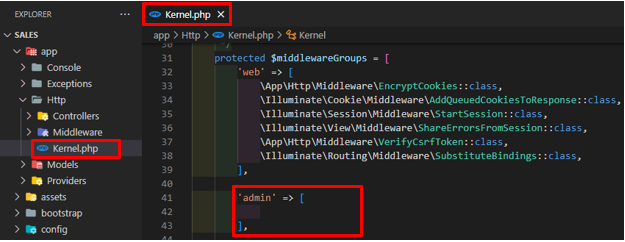 EXPLORER
SALES
app
Console
Exceptions
Http
Controllers
Middleware
Kernel.php
Models
Providers
assets
bootstrap
config
Kernel.php ×
app > Http > Kernel.php > Kernel
30 */
31 protected $middlewareGroups = [
32 'web' => [
33 \App\Http\Middleware\EncryptCookies::class,
34 \Illuminate\Cookie\Middleware\AddQueuedCookiesToResponse::class,
35 \Illuminate\Session\Middleware\StartSession::class,
36 \Illuminate\View\Middleware\ShareErrorsFromSession::class,
37 \App\Http\Middleware\VerifyCsrfToken::class,
38 \Illuminate\Routing\Middleware\SubstituteBindings::class,
39 ],
40
41 'admin' => [
42
43 ],
44